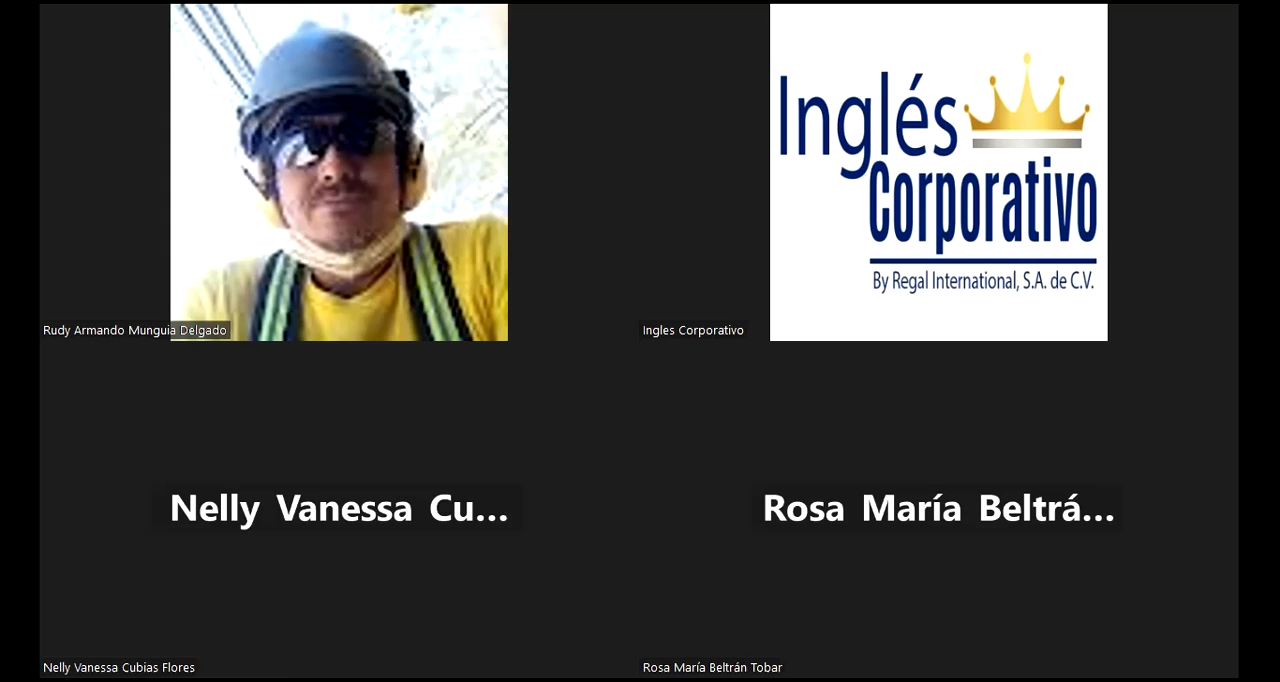 Inglés
Corporativo
By Regal International, S.A. de C.V.
Rudy Armando Munguia Delgado
Ingles Corporativo
Nelly Vanessa Cu...
Rosa María Beltrá...
Nelly Vanessa Cubias Flores
Rosa María Beltrán Tobar